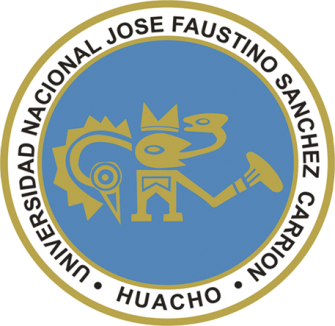 UNIVERSIDAD NACIONAL JOSE FAUSTINO SANCHEZ CARRION
• HUACHO •